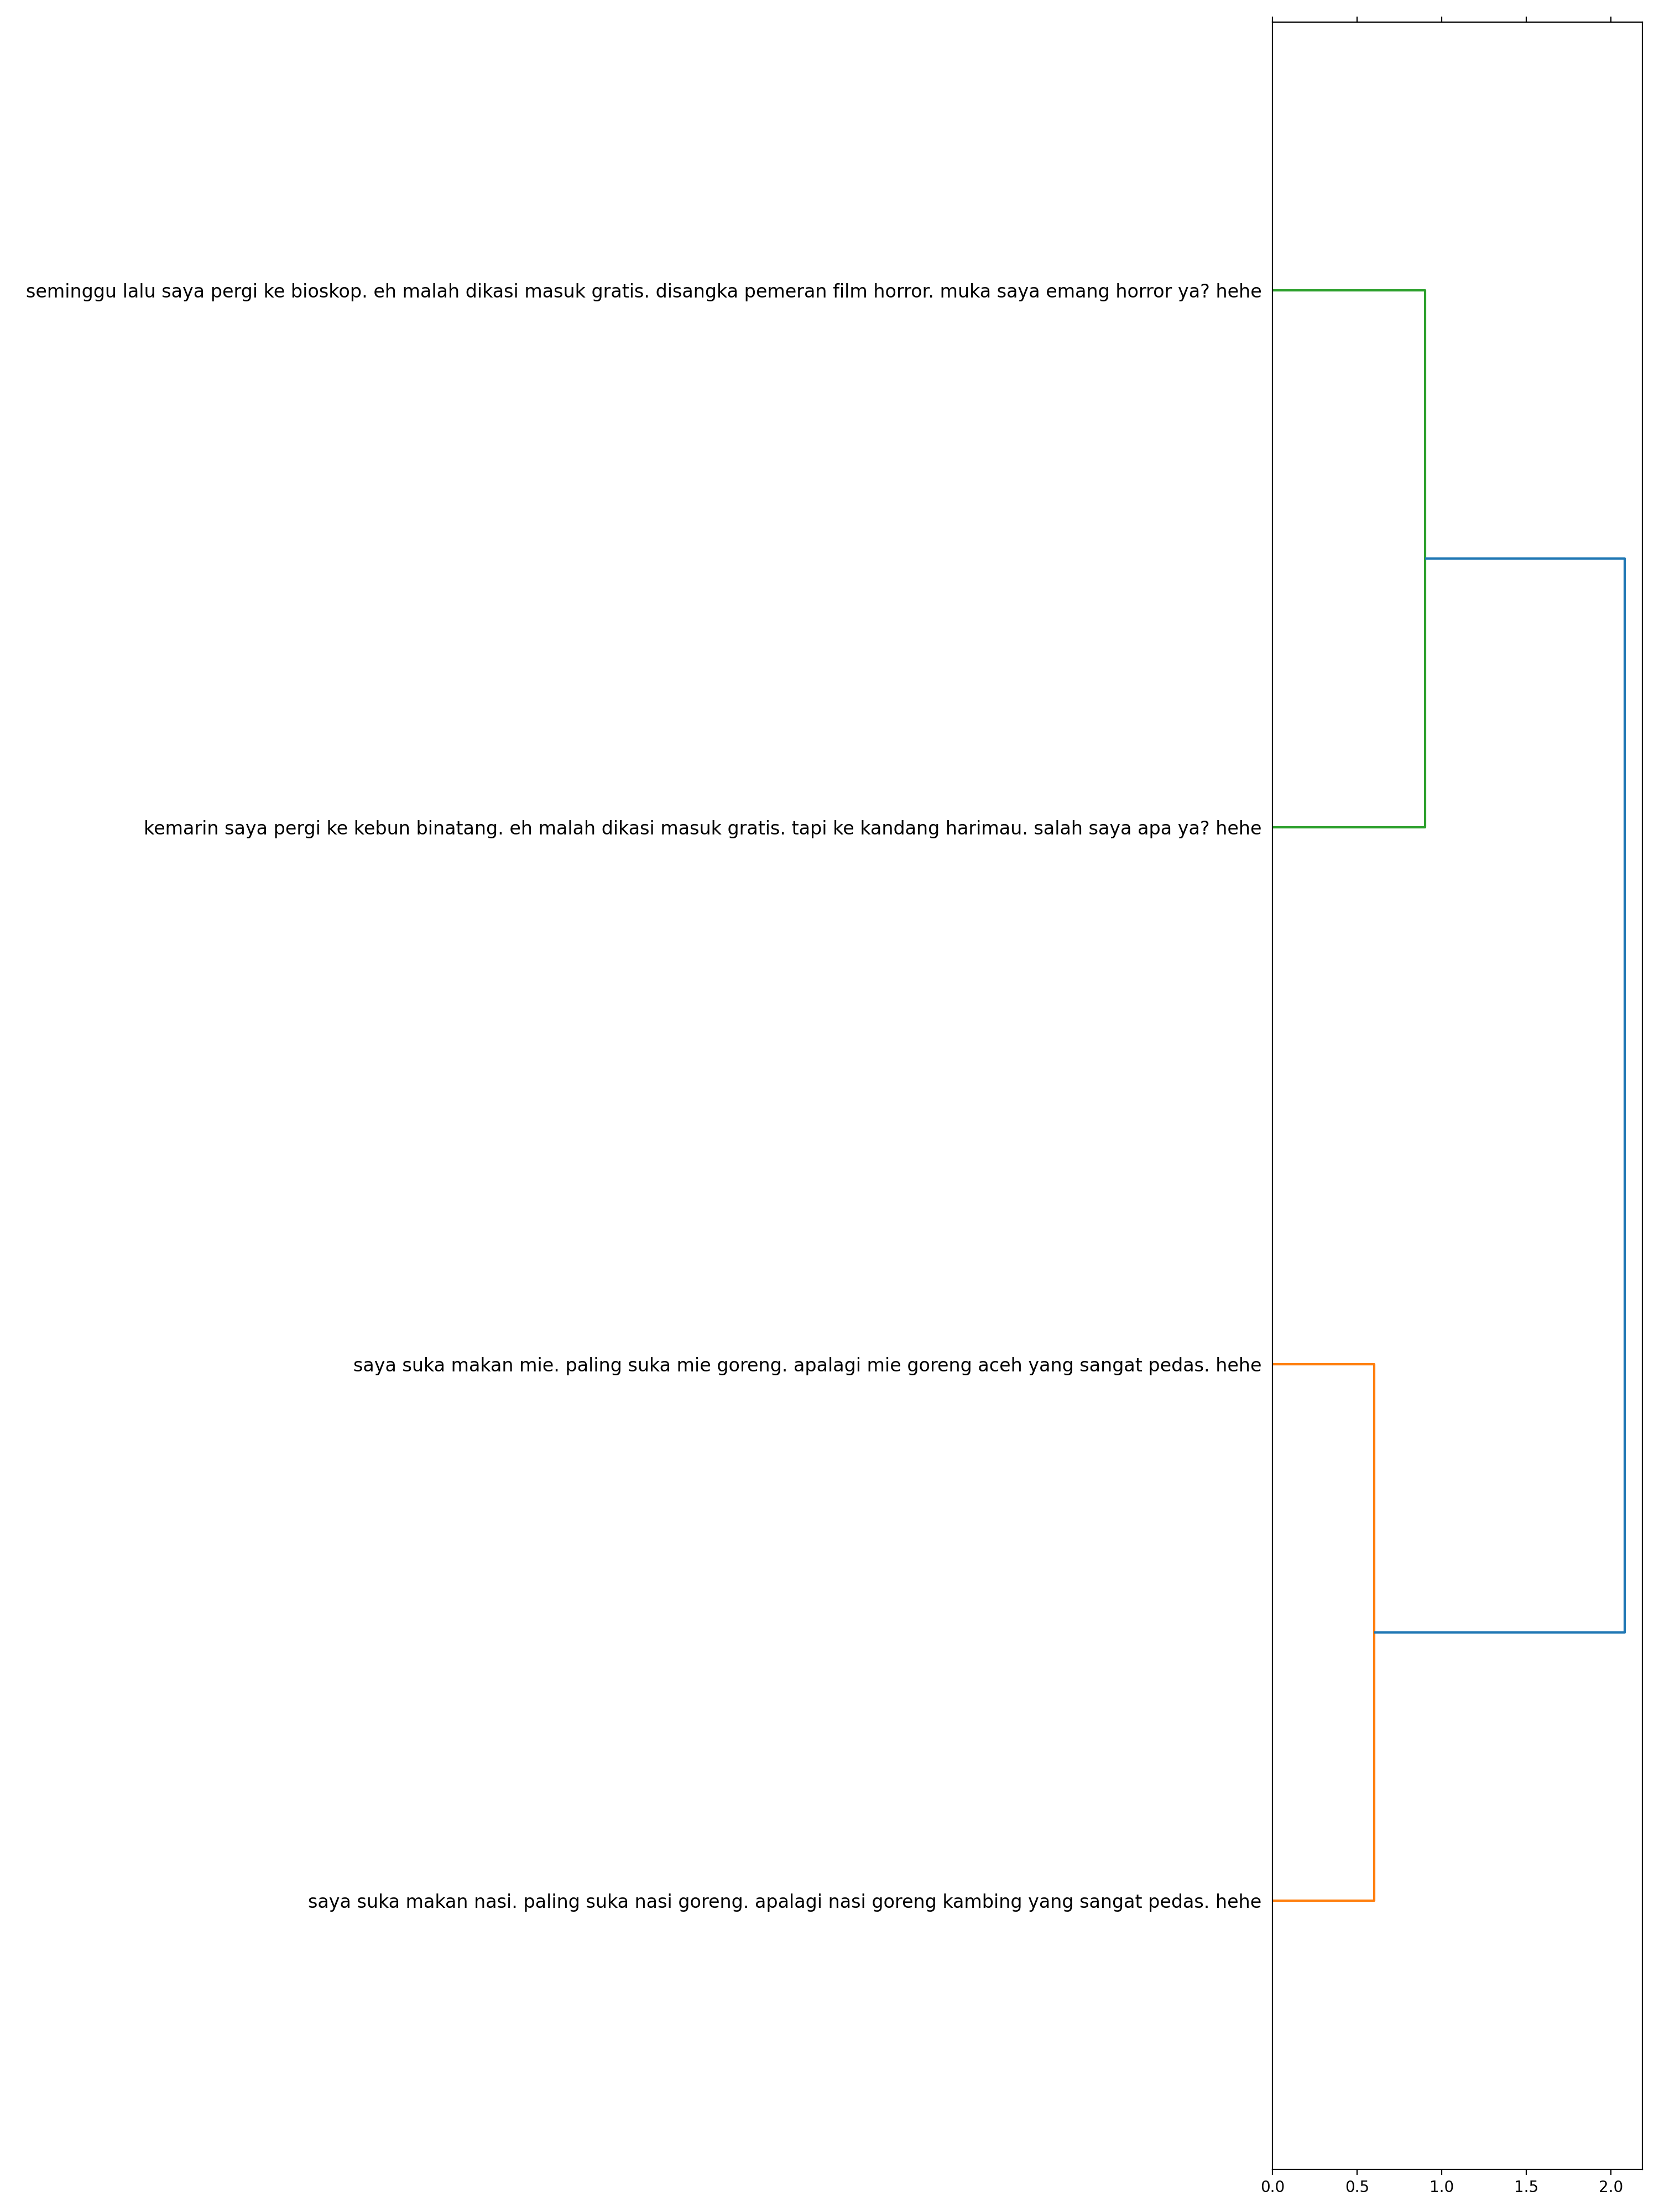 seminggu lalu saya pergi ke bioskop. eh malah dikasi masuk gratis. disangka pemeran film horror. muka saya emang horror ya? hehe
kemarin saya pergi ke kebun binatang. eh malah dikasi masuk gratis. tapi ke kandang harimau. salah saya apa ya? hehe
saya suka makan mie. paling suka mie goreng. apalagi mie goreng aceh yang sangat pedas. hehe
saya suka makan nasi. paling suka nasi goreng. apalagi nasi goreng kambing yang sangat pedas. hehe
0.0 0.5 1.0 1.5 2.0